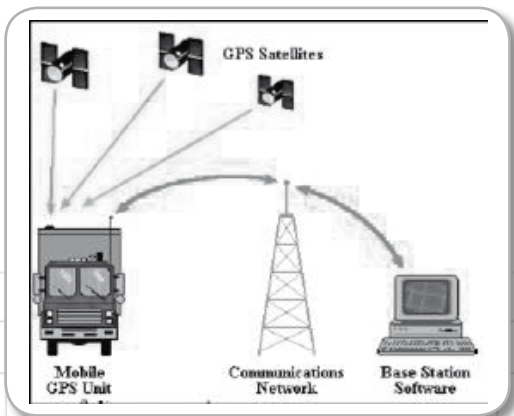 GPS Satellites
Mobile
GPS Unit
Communications
Network
Base Station
Software